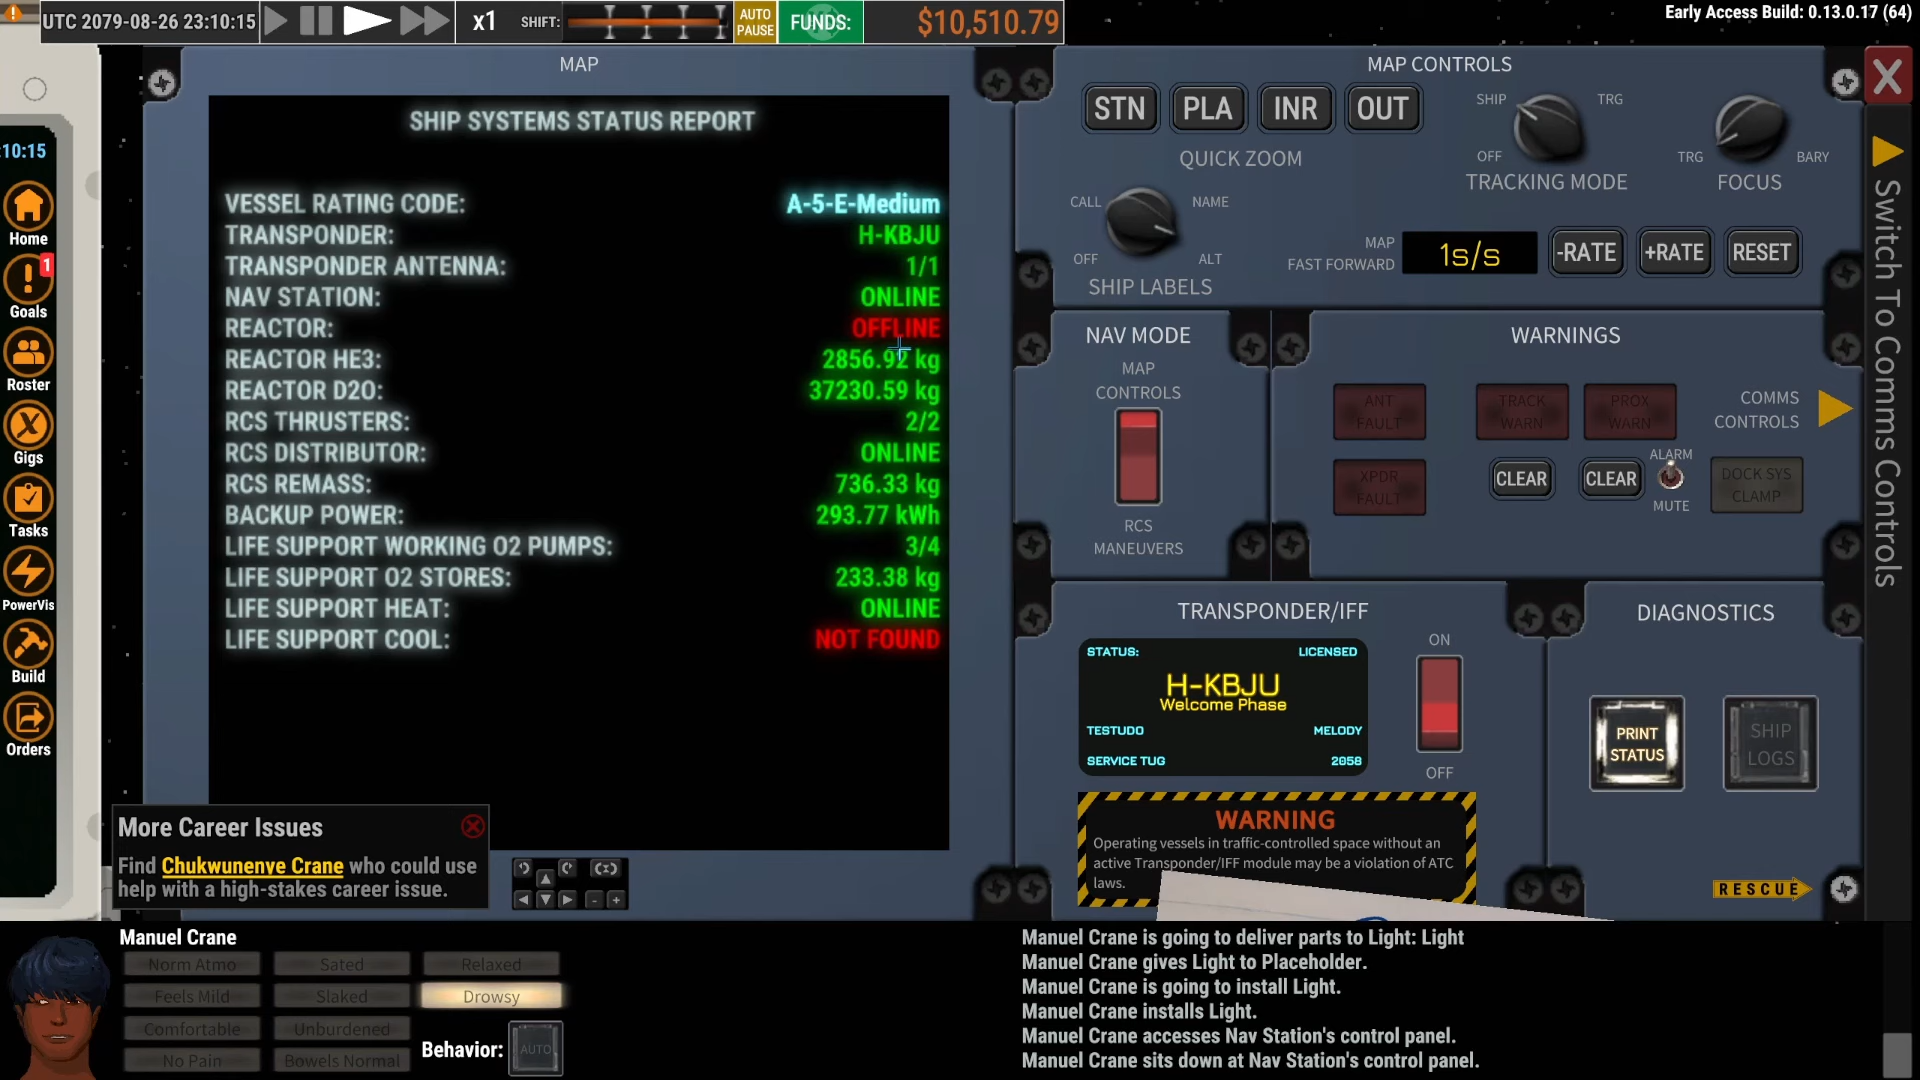 UTC 2079-08-26 23:10:15
x1
SHIFT:
AUTO
PAUSE
FUNDS:
$10,510.79
Early Access Build: 0.13.0.17 (64)
:10:15
Home
1
Goals
Roster
Gigs
Tasks
PowerVis
Build
Orders
MAP
SHIP SYSTEMS STATUS REPORT
VESSEL RATING CODE: A-5-E-Medium
TRANSPONDER: H-KBJU
TRANSPONDER ANTENNA: 1/1
NAV STATION: ONLINE
REACTOR: OFFLINE
REACTOR HE3: 2856.92 kg
REACTOR D2O: 37230.59 kg
RCS THRUSTERS: 2/2
RCS DISTRIBUTOR: ONLINE
RCS REMASS: 736.33 kg
BACKUP POWER: 293.77 kWh
LIFE SUPPORT WORKING O2 PUMPS: 3/4
LIFE SUPPORT O2 STORES: 233.38 kg
LIFE SUPPORT HEAT: ONLINE
LIFE SUPPORT COOL: NOT FOUND
MAP CONTROLS
STN PLA INR OUT
QUICK ZOOM
SHIP TRG
OFF
TRACKING MODE
TRG BARY
FOCUS
CALL NAME
OFF ALT
SHIP LABELS
MAP
FAST FORWARD
1s/s
-RATE +RATE RESET
NAV MODE
MAP
CONTROLS
RCS
MANEUVERS
WARNINGS
ANT
FAULT
TRACK
WARN
PROX
WARN
COMMS
CONTROLS
XPDR
FAULT
CLEAR
CLEAR
ALARM
MUTE
DOCK SYS
CLAMP
TRANSPONDER/IFF
STATUS: LICENSED
H-KBJU
Welcome Phase
TESTUDO MELODY
SERVICE TUG 2058
ON
OFF
DIAGNOSTICS
PRINT
STATUS
SHIP
LOGS
WARNING
Operating vessels in traffic-controlled space without an
active Transponder/IFF module may be a violation of ATC
laws.
RESCUE
Switch To Comms Controls
More Career Issues
Find Chukwunenye Crane who could use
help with a high-stakes career issue.
Manuel Crane
Norm Atmo Sated Relaxed
Feels Mild Slaked Drowsy
Comfortable Unburdened
No Pain Bowels Normal
Behavior: AUTO
Manuel Crane is going to deliver parts to Light: Light
Manuel Crane gives Light to Placeholder.
Manuel Crane is going to install Light.
Manuel Crane installs Light.
Manuel Crane accesses Nav Station's control panel.
Manuel Crane sits down at Nav Station's control panel.